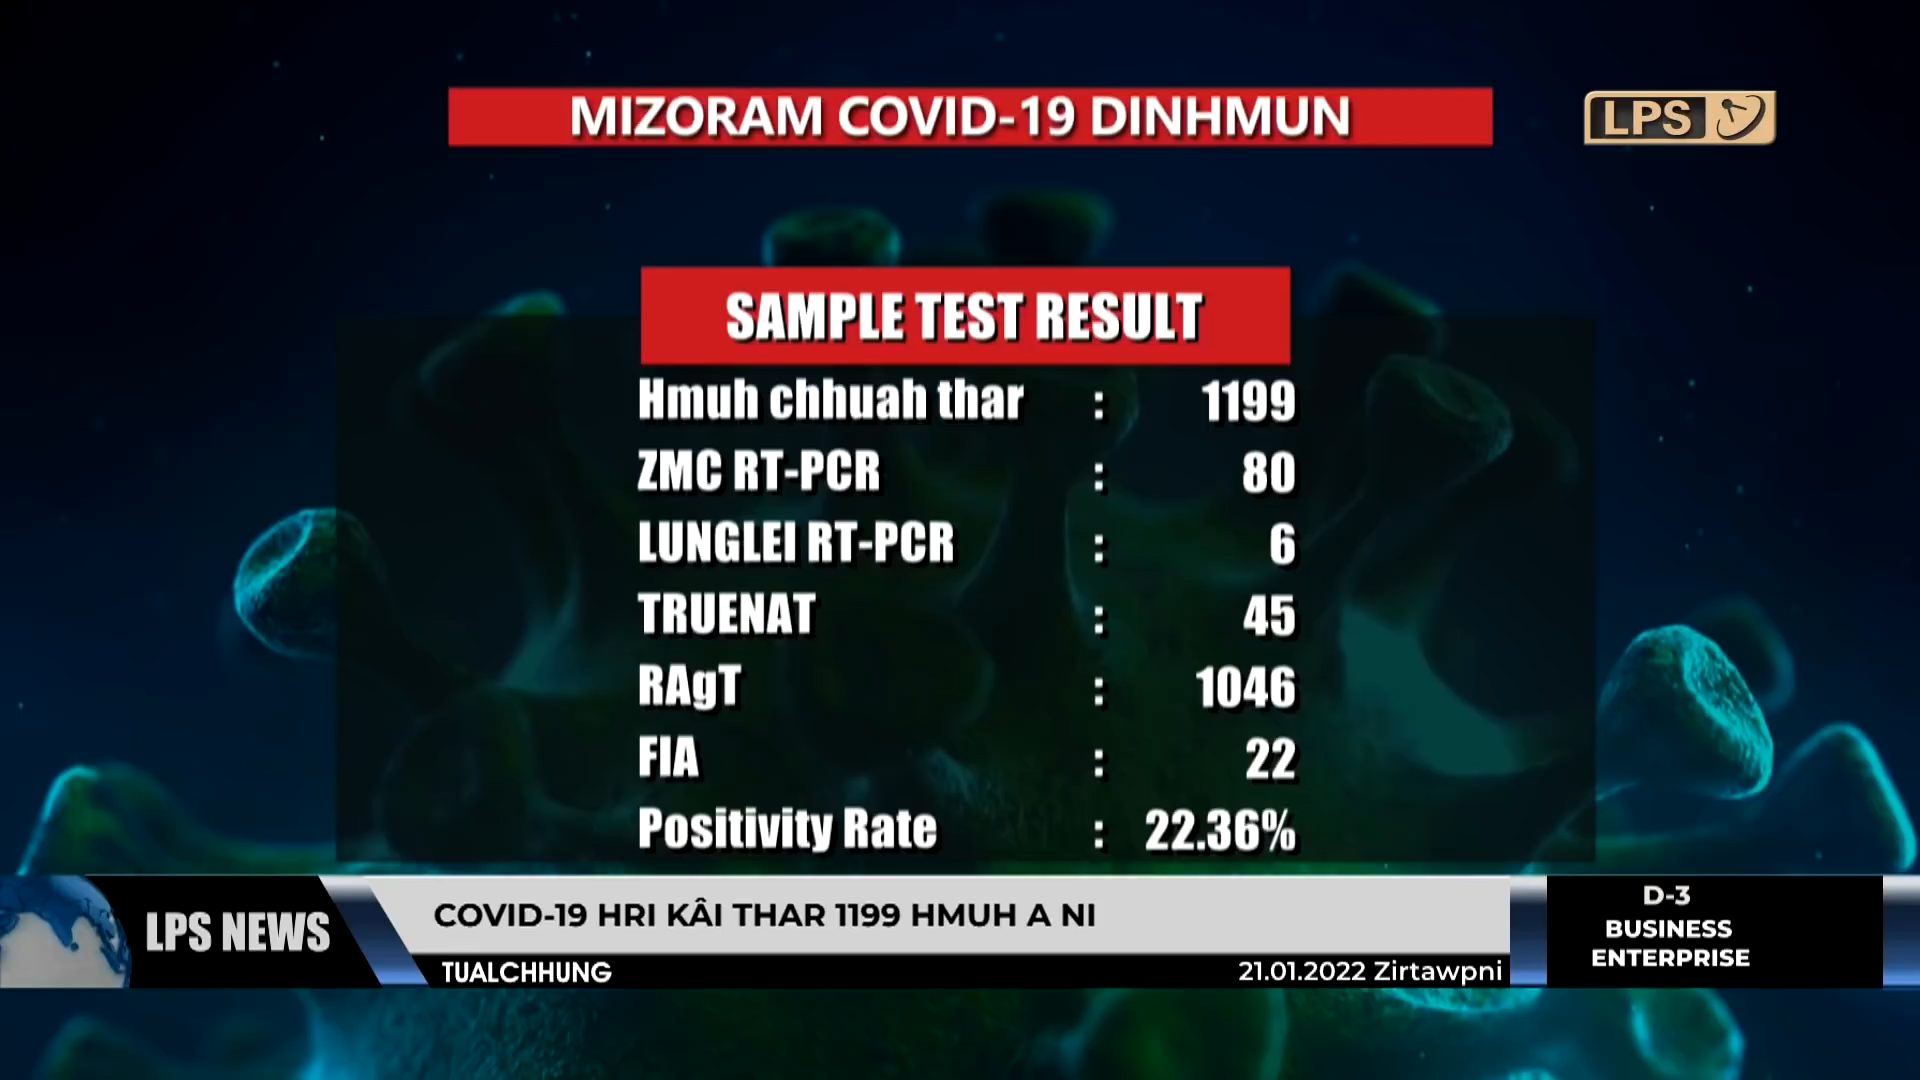 MIZORAM COVID-19 DINHMUN
LPS
SAMPLE TEST RESULT
Hmuh chhuah thar : 1199
ZMC RT-PCR : 80
LUNGLEI RT-PCR : 6
TRUENAT : 45
RAgT : 1046
FIA : 22
Positivity Rate : 22.36%
LPS NEWS
COVID-19 HRI KÂI THAR 1199 HMUH A NI
TUALCHHUNG
21.01.2022 Zirtawpni
D-3
BUSINESS
ENTERPRISE